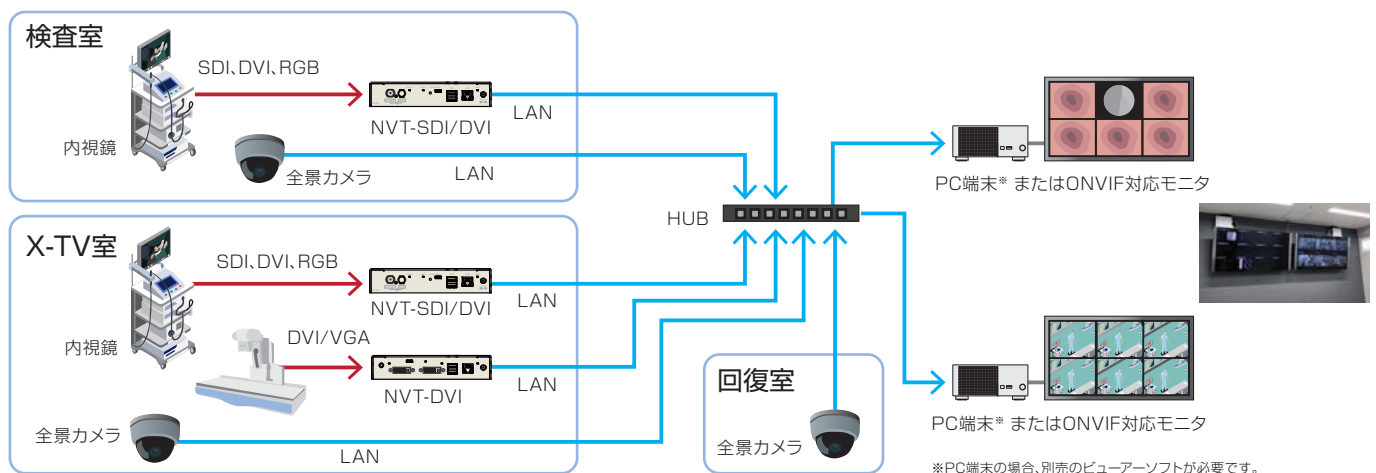 検査室
SDI、DVI、RGB
内視鏡
NVT-SDI/DVI
LAN
全景カメラ
LAN
X-TV室
SDI、DVI、RGB
内視鏡
NVT-SDI/DVI
LAN
DVI/VGA
NVT-DVI
LAN
全景カメラ
LAN
HUB
回復室
全景カメラ
PC端末※ またはONVIF対応モニタ
PC端末※ またはONVIF対応モニタ
※PC端末の場合、別売のビューアーソフトが必要です。